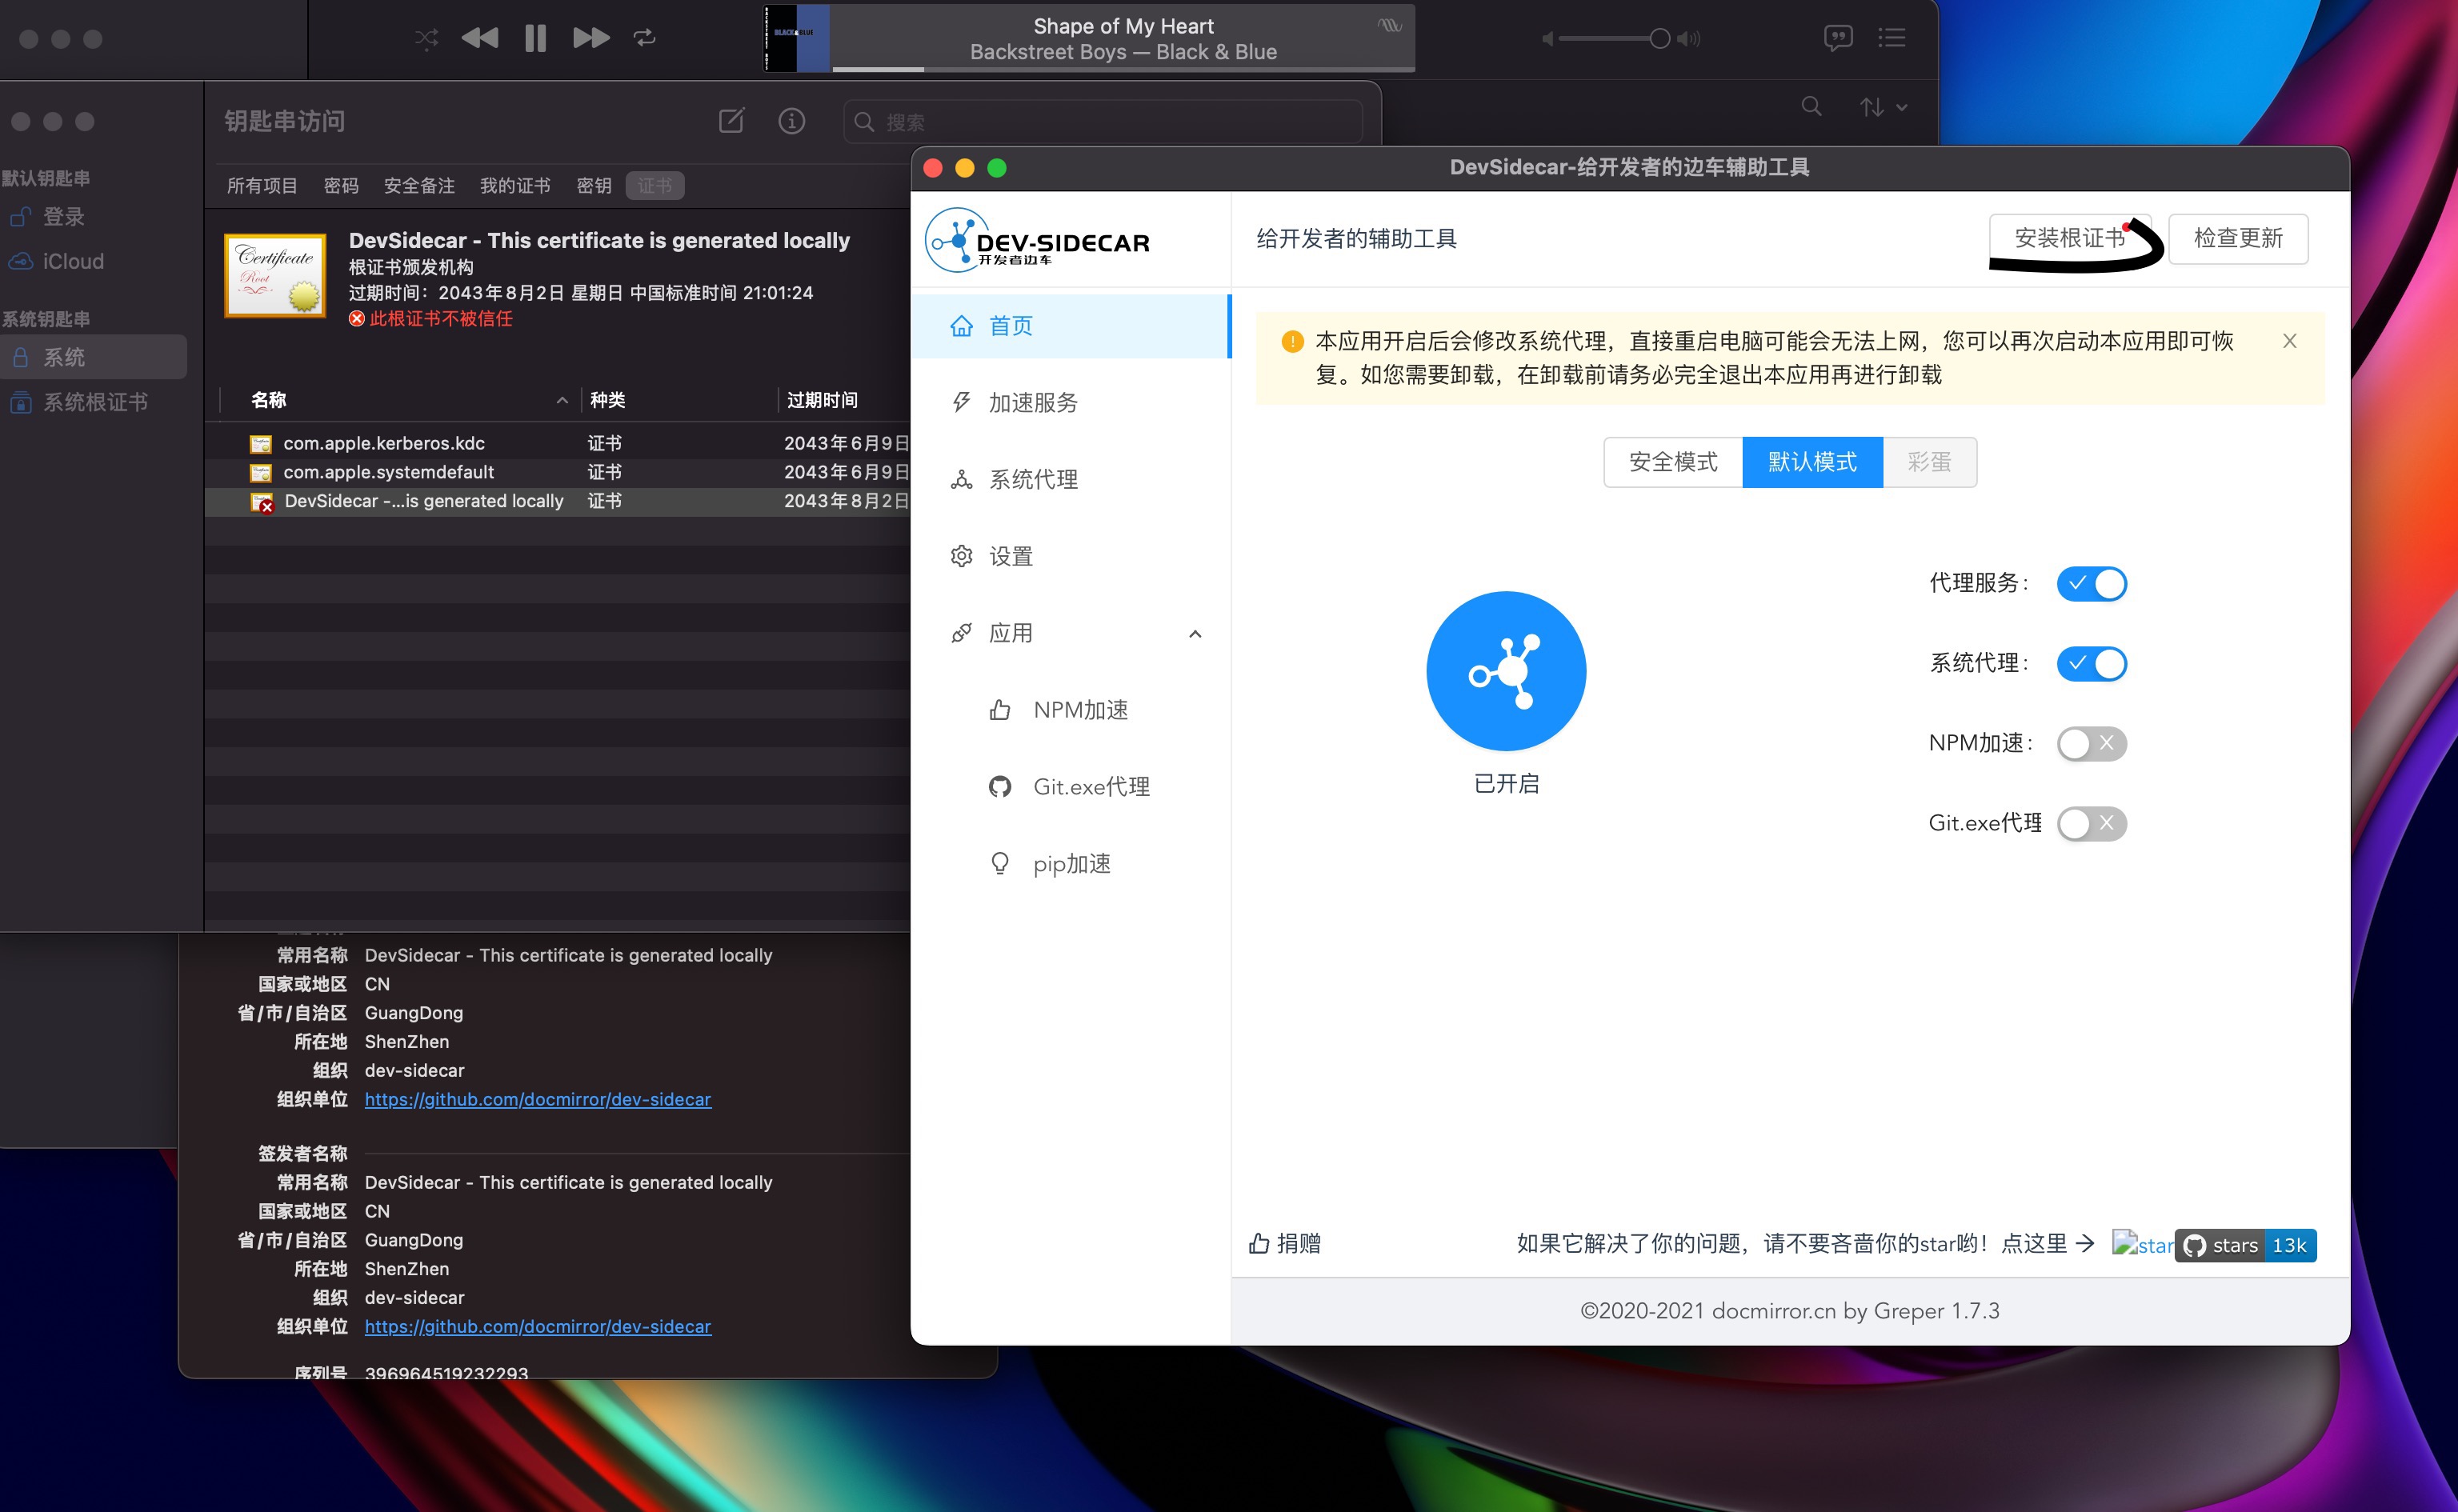 Shape of My Heart
Backstreet Boys — Black & Blue
BLACK & BLUE
钥匙串访问
搜索
默认钥匙串
登录
iCloud
系统钥匙串
系统
系统根证书
所有项目 密码 安全备注 我的证书 密钥 证书
Certificate
Root
DevSidecar - This certificate is generated locally
根证书颁发机构
过期时间：2043年8月2日 星期日 中国标准时间 21:01:24
此根证书不被信任
名称 种类 过期时间
com.apple.kerberos.kdc 证书 2043年6月9日
com.apple.systemdefault 证书 2043年6月9日
DevSidecar -...is generated locally 证书 2043年8月2日
常用名称 DevSidecar - This certificate is generated locally
国家或地区 CN
省/市/自治区 GuangDong
所在地 ShenZhen
组织 dev-sidecar
组织单位 https://github.com/docmirror/dev-sidecar
签发者名称
常用名称 DevSidecar - This certificate is generated locally
国家或地区 CN
省/市/自治区 GuangDong
所在地 ShenZhen
组织 dev-sidecar
组织单位 https://github.com/docmirror/dev-sidecar
序列号 396964519232293
DevSidecar-给开发者的边车辅助工具
DEV-SIDECAR
开发者边车
给开发者的辅助工具
安装根证书
检查更新
首页
加速服务
系统代理
设置
应用
NPM加速
Git.exe代理
pip加速
本应用开启后会修改系统代理，直接重启电脑可能会无法上网，您可以再次启动本应用即可恢
复。如您需要卸载，在卸载前请务必完全退出本应用再进行卸载
安全模式 默认模式 彩蛋
已开启
代理服务：
系统代理：
NPM加速：
Git.exe代理
捐赠
如果它解决了你的问题，请不要吝啬你的star哟！点这里 → star stars 13k
©2020-2021 docmirror.cn by Greper 1.7.3